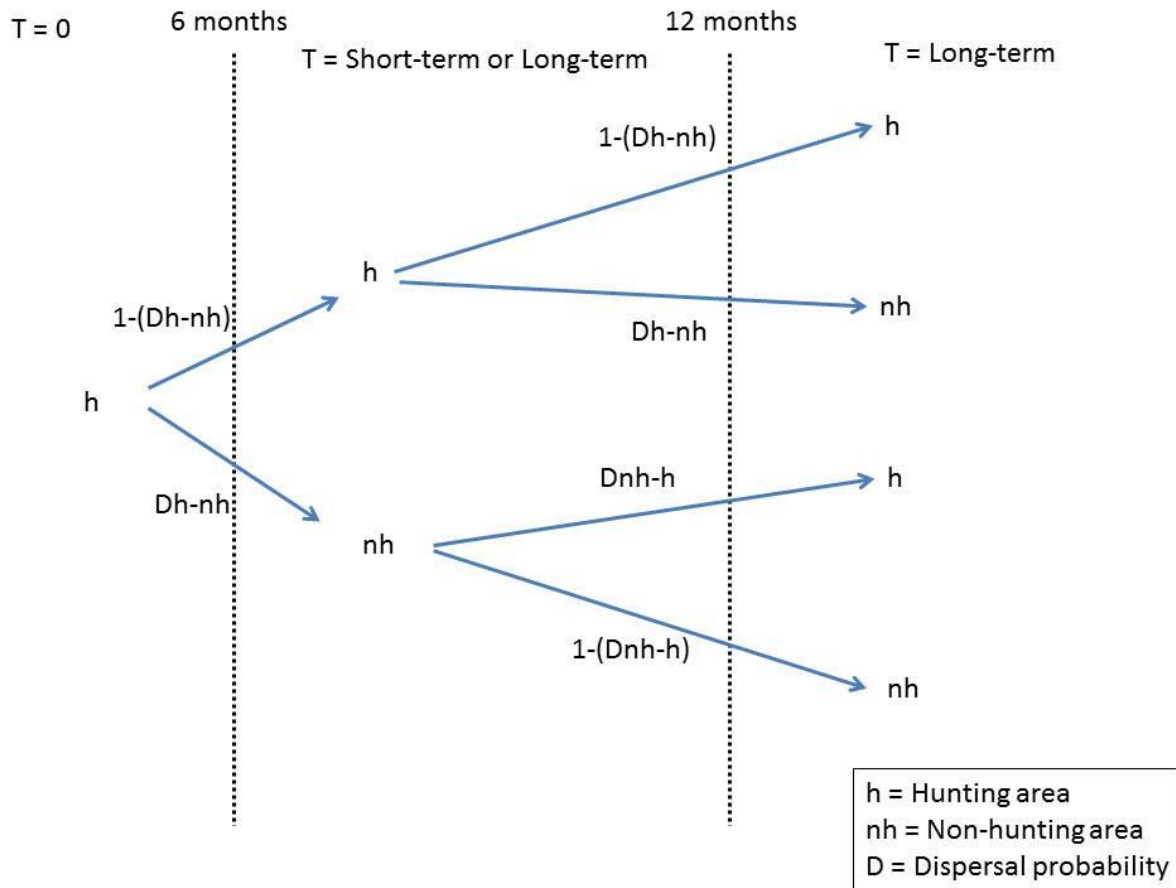 T = 0
6 months
12 months
T = Short-term or Long-term
T = Long-term
1-(Dh-nh)
h
h
nh
1-(Dh-nh)
Dh-nh
h
Dh-nh
nh
Dnh-h
h
1-(Dnh-h)
nh
h = Hunting area
nh = Non-hunting area
D = Dispersal probability